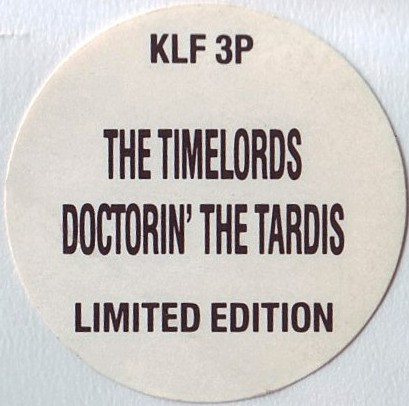 KLF 3P
THE TIMELORDS
DOCTORIN' THE TARDIS
LIMITED EDITION